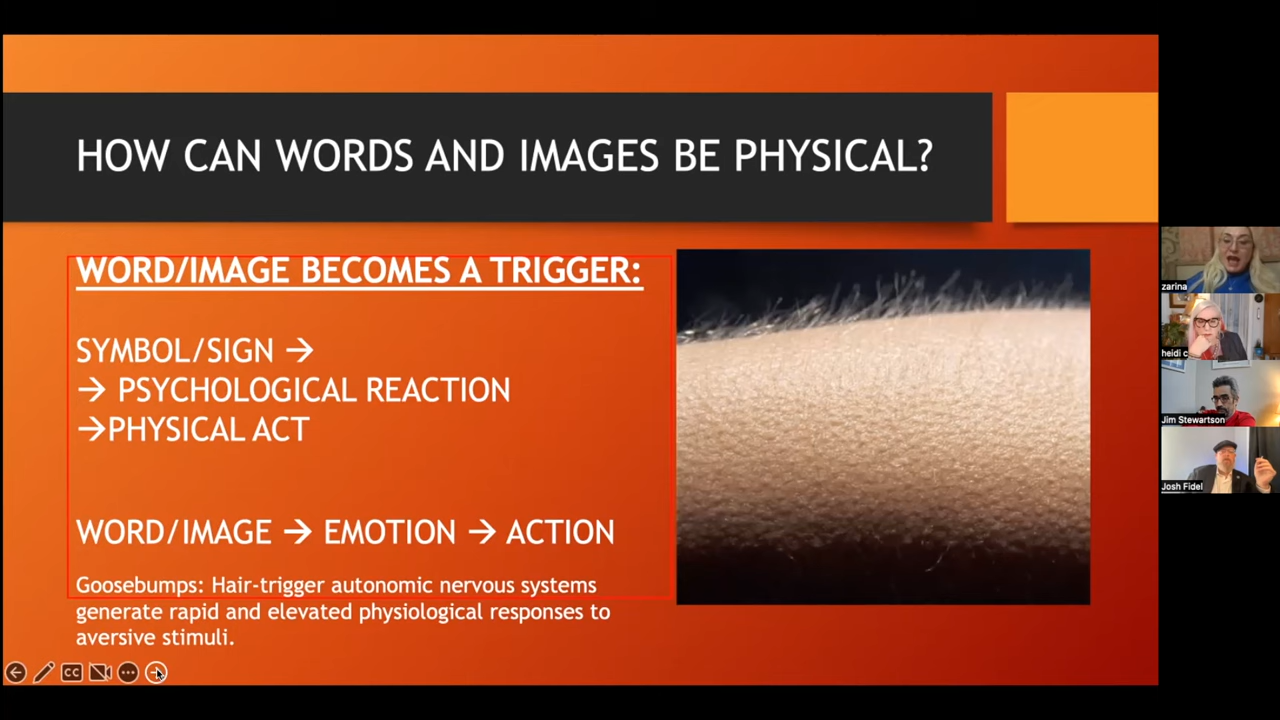 HOW CAN WORDS AND IMAGES BE PHYSICAL?
WORD/IMAGE BECOMES A TRIGGER:
SYMBOL/SIGN →
→ PSYCHOLOGICAL REACTION
→PHYSICAL ACT
WORD/IMAGE → EMOTION → ACTION
Goosebumps: Hair-trigger autonomic nervous systems
generate rapid and elevated physiological responses to
aversive stimuli.
CC
zarina
heidi c
Jim Stewartson
Josh Fidel